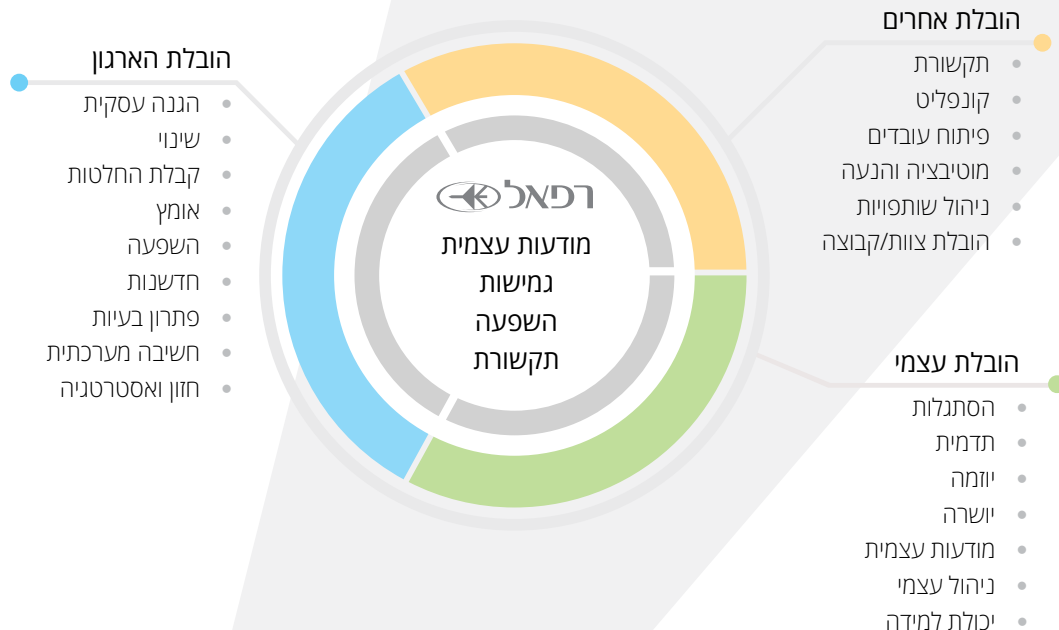 הובלת אחרים
תקשורת
קונפליט
פיתוח עובדים
מוטיבציה והנעה
ניהול שותפויות
הובלת צוות/קבוצה
הובלת הארגון
הגנה עסקית
שינוי
קבלת החלטות
אומץ
השפעה
חדשנות
פתרון בעיות
חשיבה מערכתית
חזון ואסטרטגיה
רפאל
מודעות עצמית
גמישות
השפעה
תקשורת
הובלת עצמי
הסתגלות
תדמית
יוזמה
יושרה
מודעות עצמית
ניהול עצמי
יכולת למידה